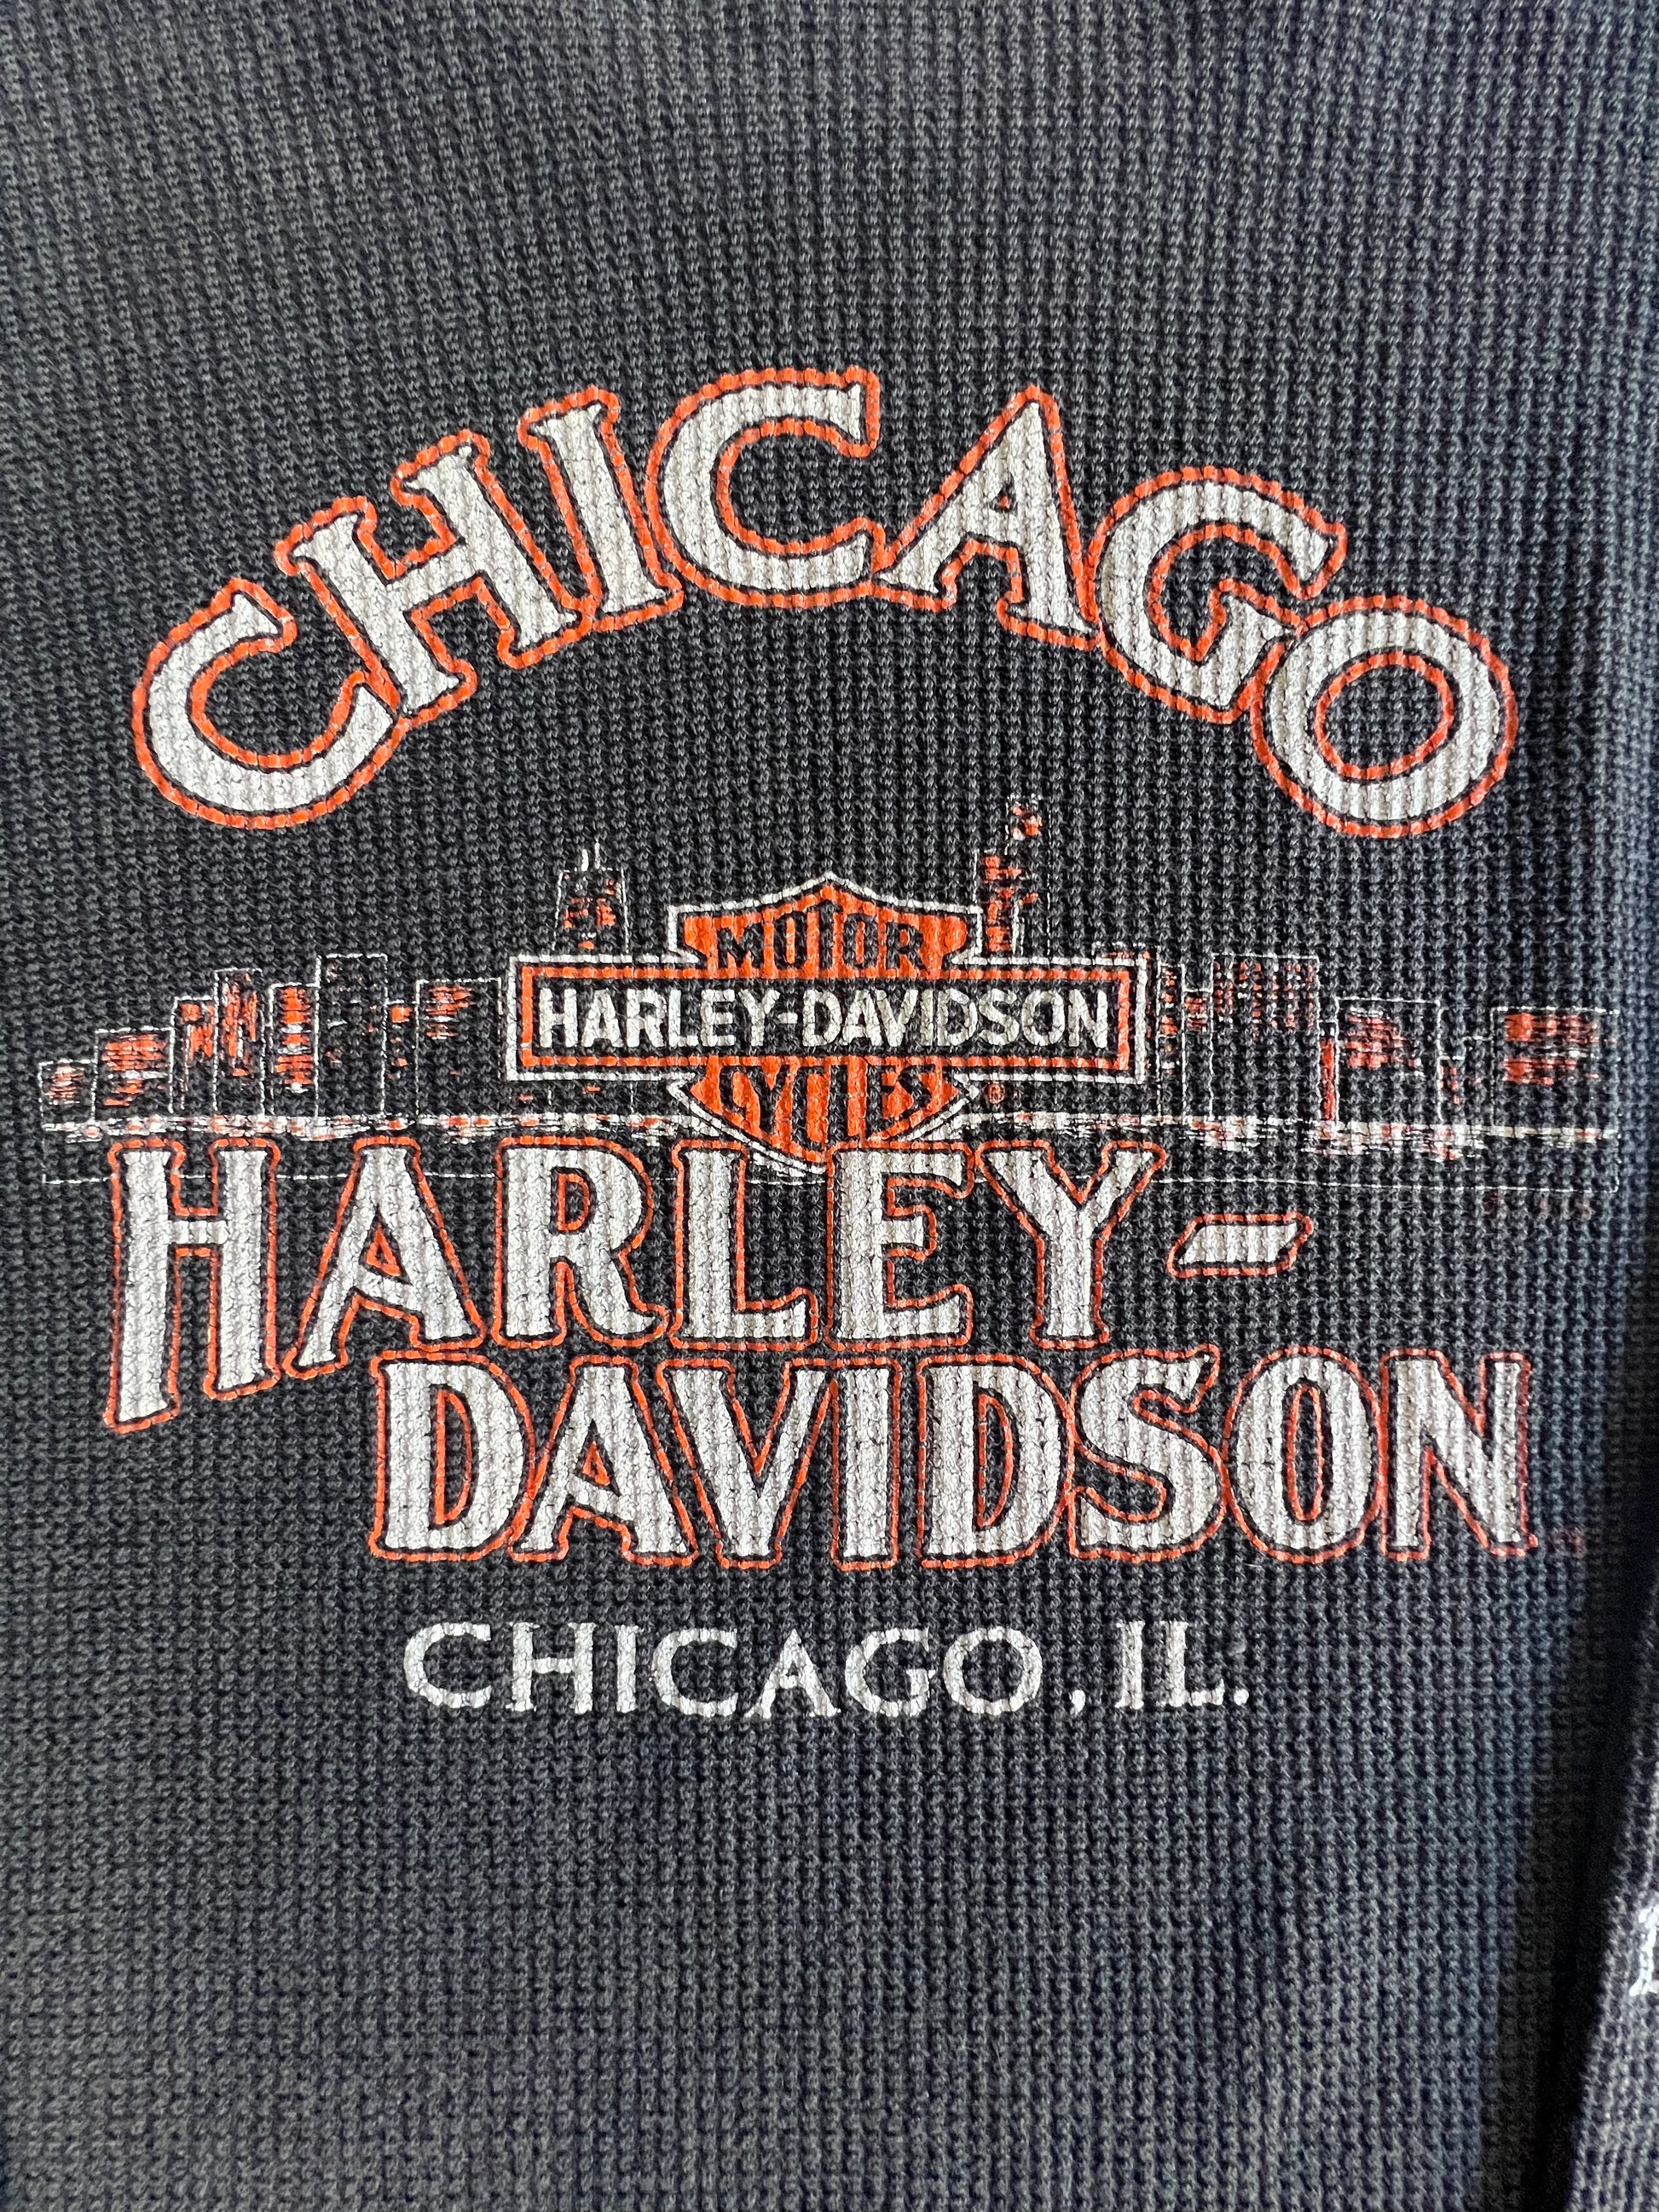 CHICAGO
MOTOR
HARLEY-DAVIDSON
CYCLES
®
HARLEY-
DAVIDSON
CHICAGO, IL.